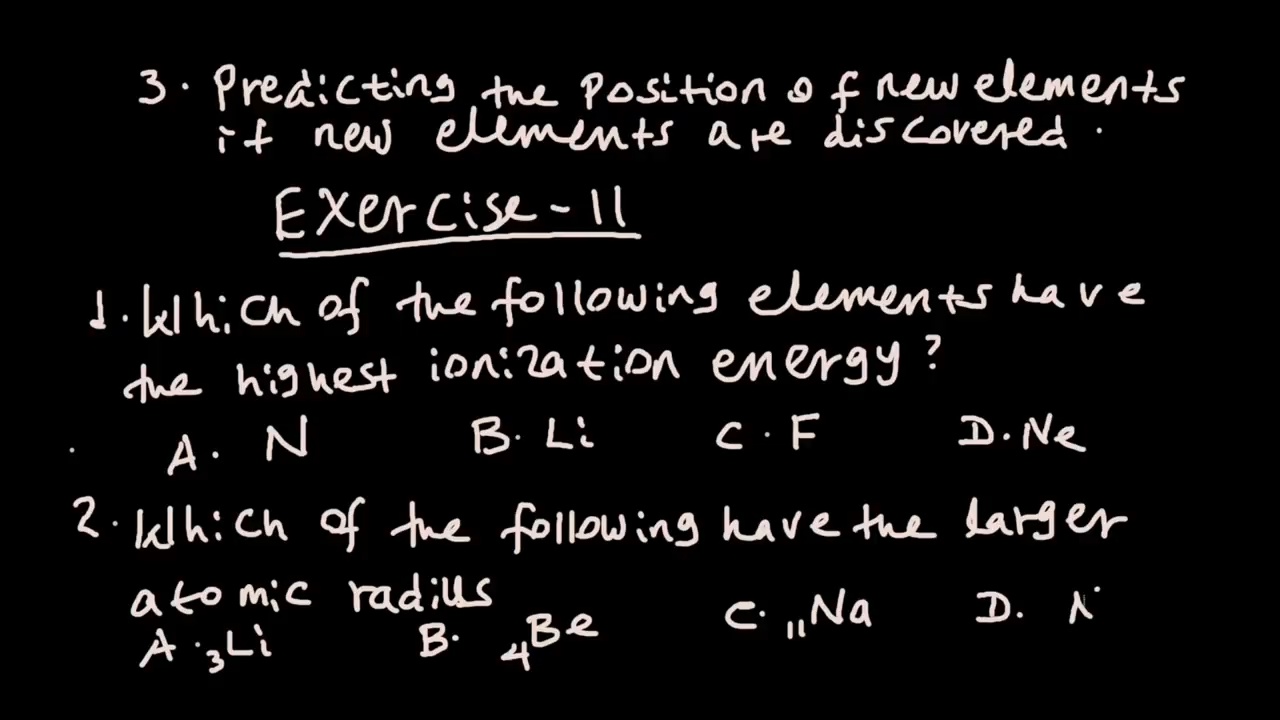 3. Predicting the position of new elements
if new elements are discovered.
Exercise-11
1. Which of the following elements have
the highest ionization energy?
A. N B. Li C. F D. Ne
2. Which of the following have the larger
atomic radius
A. ₃Li B. ₄Be C. ₁₁Na D.